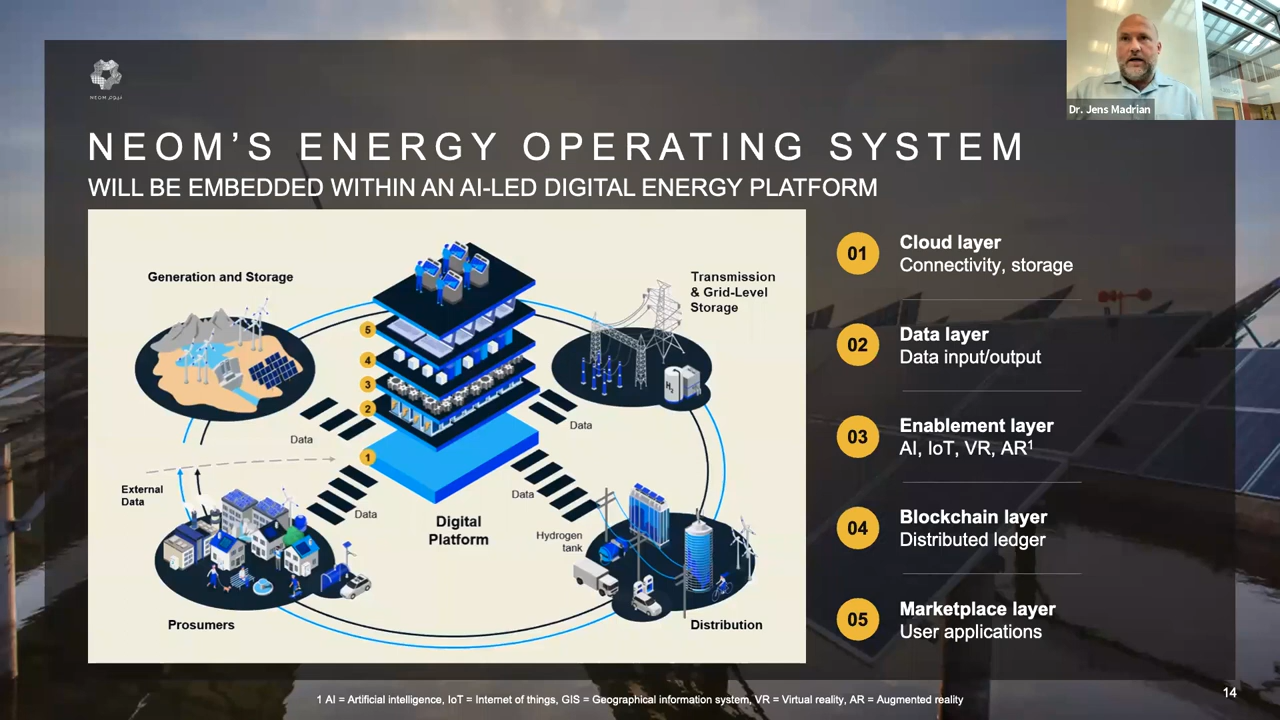 NEOM نيوم
Dr. Jens Madrian
NEOM’S ENERGY OPERATING SYSTEM
WILL BE EMBEDDED WITHIN AN AI-LED DIGITAL ENERGY PLATFORM
Generation and Storage
Transmission
& Grid-Level
Storage
5
4
3
2
1
H2
Data
Data
External
Data
Data
Data
Digital
Platform
Hydrogen
tank
Prosumers
Distribution
01
Cloud layer
Connectivity, storage
02
Data layer
Data input/output
03
Enablement layer
AI, IoT, VR, AR¹
04
Blockchain layer
Distributed ledger
05
Marketplace layer
User applications
1 AI = Artificial intelligence, IoT = Internet of things, GIS = Geographical information system, VR = Virtual reality, AR = Augmented reality
14